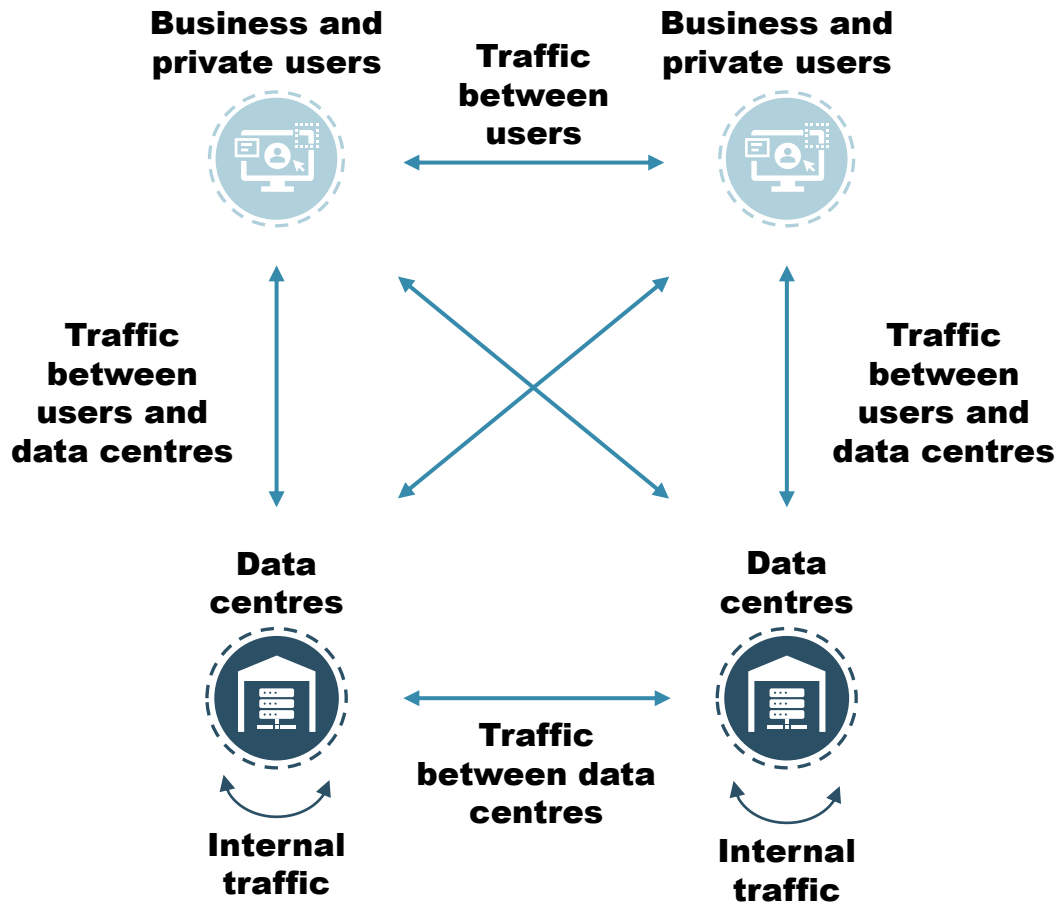 Business and
private users
Traffic
between
users
Business and
private users
Traffic
between
users and
data centres
Traffic
between
users and
data centres
Data
centres
Data
centres
Traffic
between data
centres
Internal
traffic
Internal
traffic